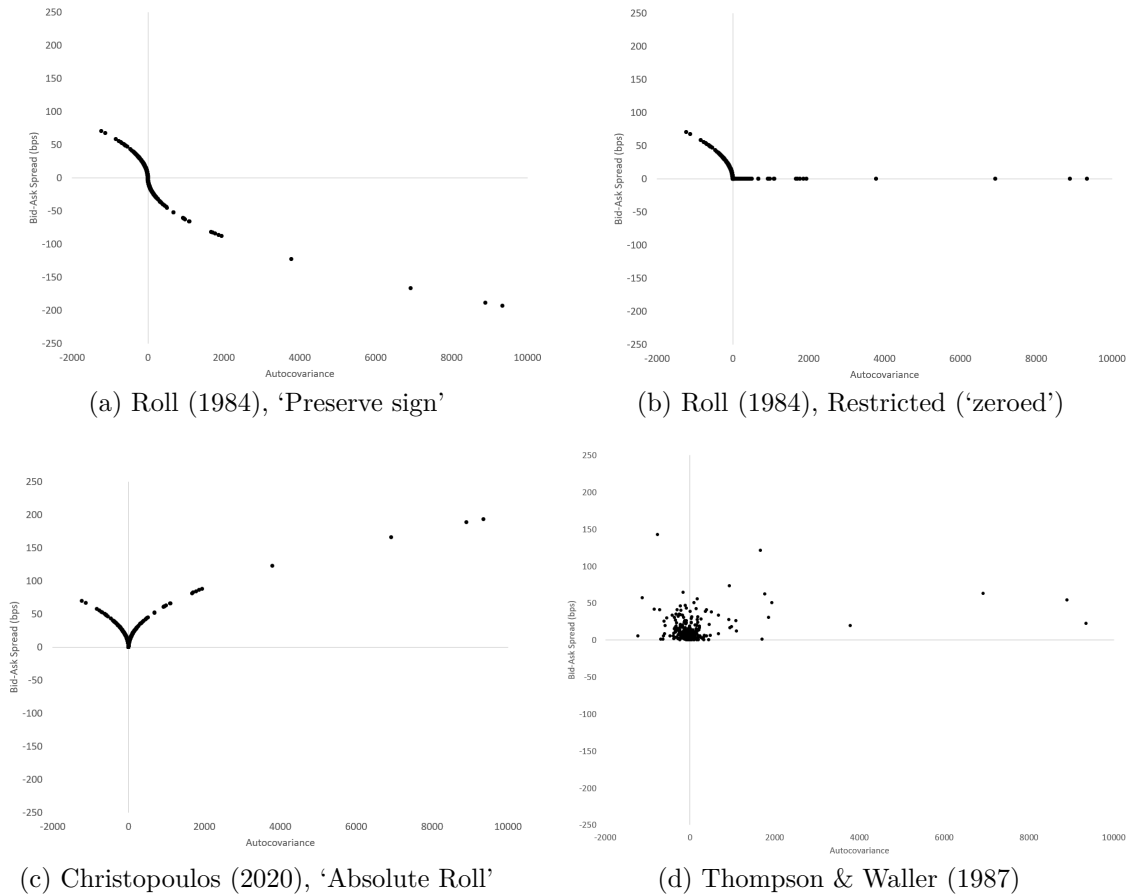 250
200
150
100
50
0
-50
-100
-150
-200
-250
Bid-Ask Spread (bps)
-2000 0 2000 4000 6000 8000 10000
Autocovariance
(a) Roll (1984), ‘Preserve sign’
250
200
150
100
50
0
-50
-100
-150
-200
-250
Bid-Ask Spread (bps)
-2000 0 2000 4000 6000 8000 10000
Autocovariance
(b) Roll (1984), Restricted (‘zeroed’)
250
200
150
100
50
0
-50
-100
-150
-200
-250
Bid-Ask Spread (bps)
-2000 0 2000 4000 6000 8000 10000
Autocovariance
(c) Christopoulos (2020), ‘Absolute Roll’
250
200
150
100
50
0
-50
-100
-150
-200
-250
Bid-Ask Spread (bps)
-2000 0 2000 4000 6000 8000 10000
Autocovariance
(d) Thompson & Waller (1987)